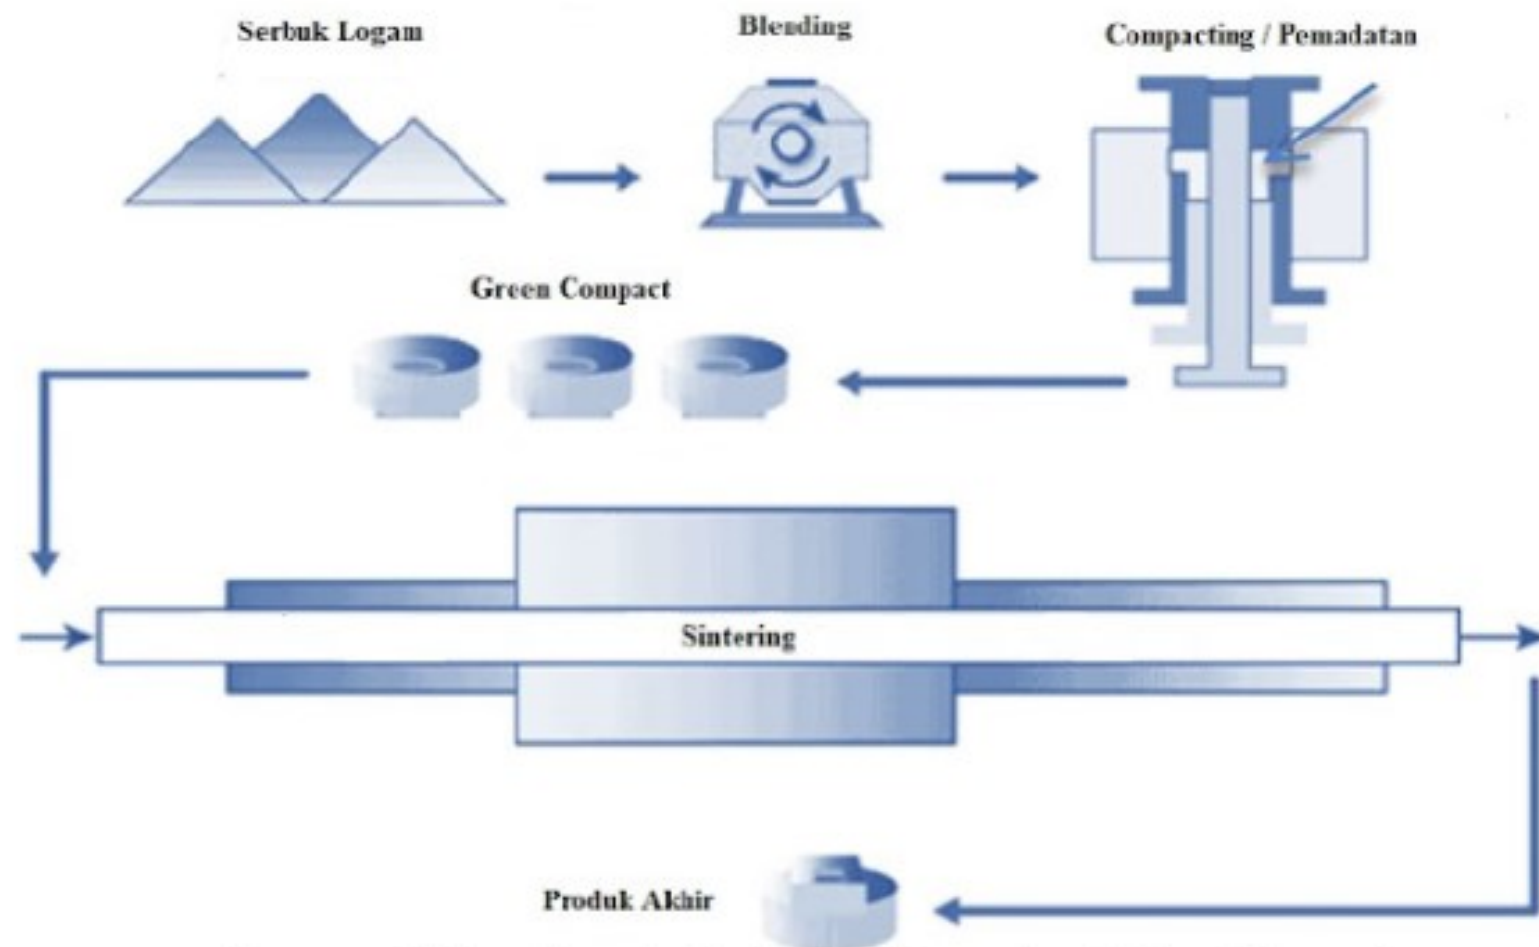 Serbuk Logam
Blending
Compacting / Pemadatan
Green Compact
Sintering
Produk Akhir